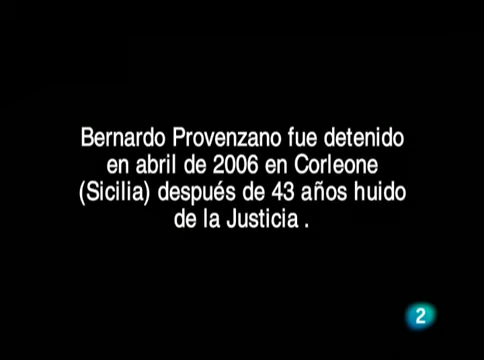 Bernardo Provenzano fue detenido
en abril de 2006 en Corleone
(Sicilia) después de 43 años huido
de la Justicia .
2